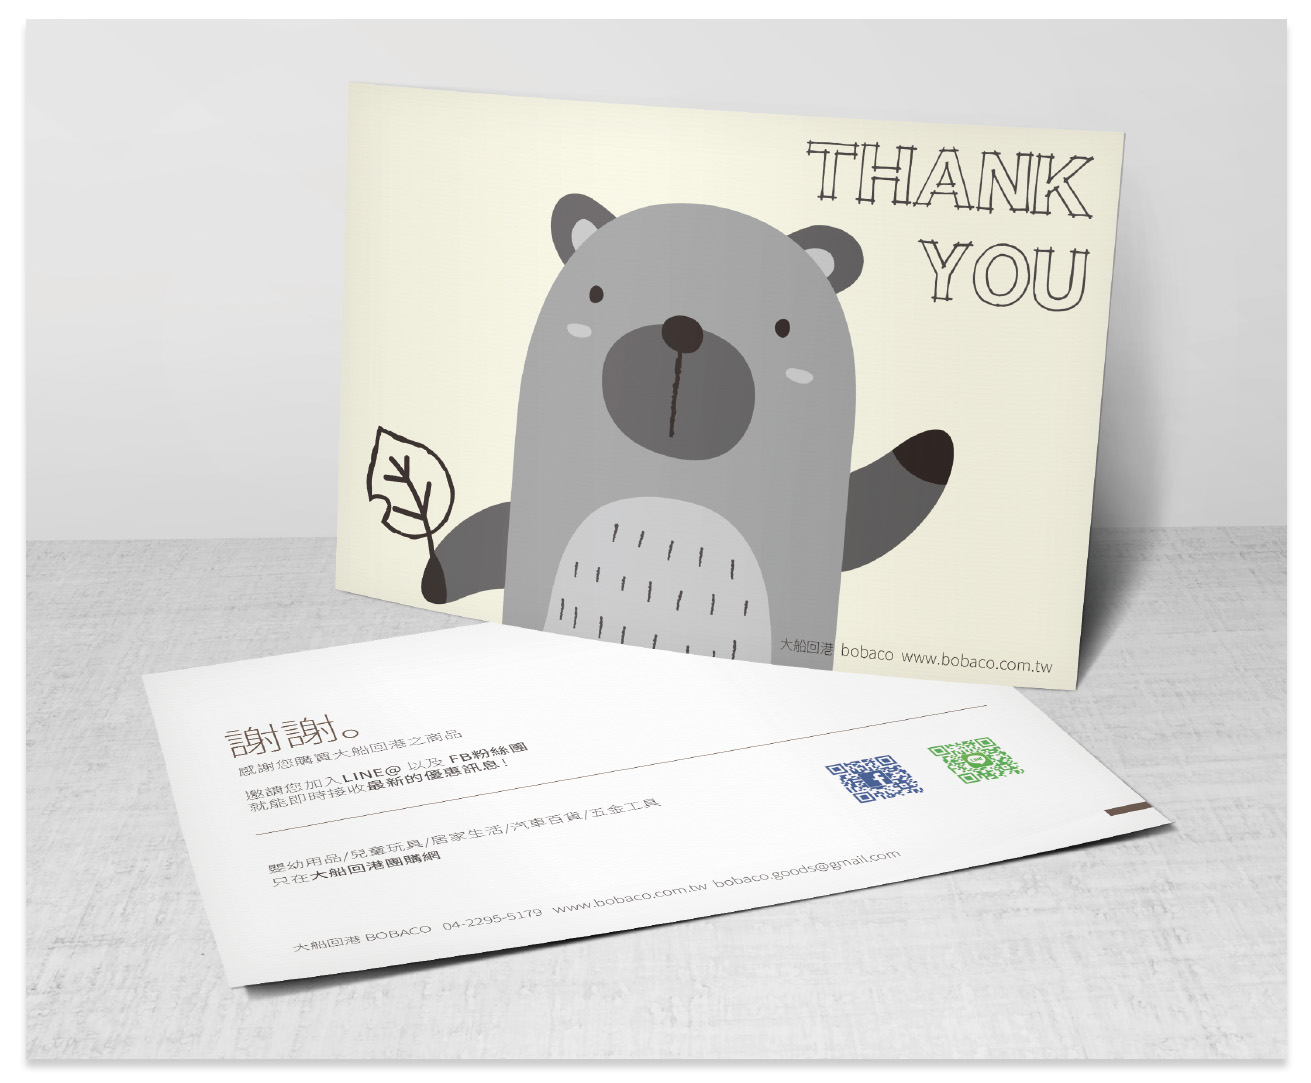 THANK
YOU
大船回港 bobaco www.bobaco.com.tw
謝謝。
感謝您購買大船回港之商品
邀請您加入LINE@ 以及 FB粉絲團
就能即時接收最新的優惠訊息!
嬰幼用品/兒童玩具/居家生活/汽車百貨/五金工具
只在大船回港團購網
大船回港 BOBACO 04-2295-5179 www.bobaco.com.tw bobaco.goods@gmail.com